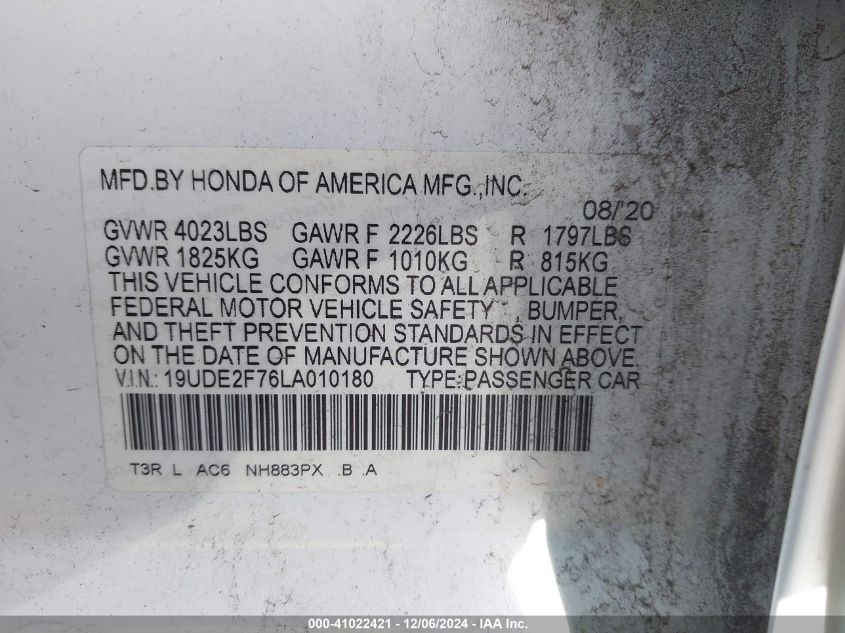 MFD.BY HONDA OF AMERICA MFG.,INC.
08/'20
GVWR 4023LBS GAWR F 2226LBS R 1797LBS
GVWR 1825KG GAWR F 1010KG R 815KG
THIS VEHICLE CONFORMS TO ALL APPLICABLE
FEDERAL MOTOR VEHICLE SAFETY , BUMPER,
AND THEFT PREVENTION STANDARDS IN EFFECT
ON THE DATE OF MANUFACTURE SHOWN ABOVE.
V.I.N.: 19UDE2F76LA010180 TYPE:PASSENGER CAR
T3R L AC6 NH883PX .B .A
000-41022421 - 12/06/2024 - IAA Inc.